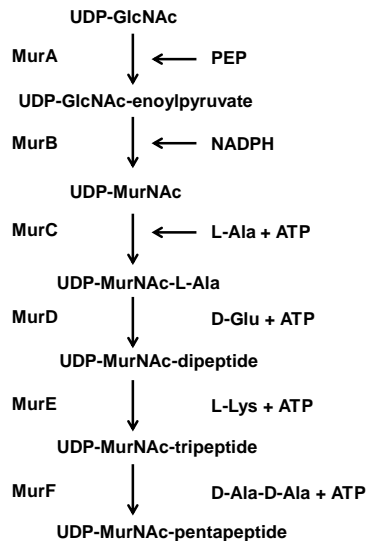 UDP-GlcNAc
MurA PEP
UDP-GlcNAc-enoylpyruvate
MurB NADPH
UDP-MurNAc
MurC L-Ala + ATP
UDP-MurNAc-L-Ala
MurD D-Glu + ATP
UDP-MurNAc-dipeptide
MurE L-Lys + ATP
UDP-MurNAc-tripeptide
MurF D-Ala-D-Ala + ATP
UDP-MurNAc-pentapeptide